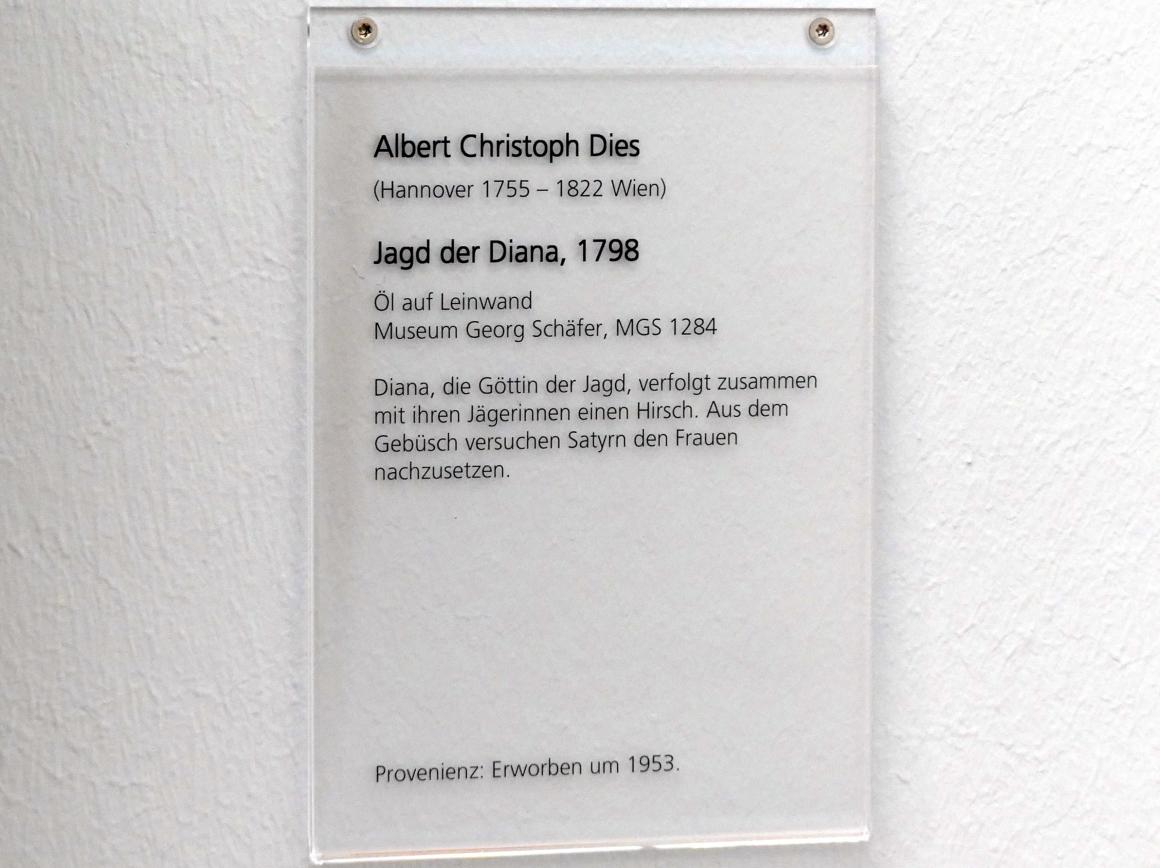 Albert Christoph Dies
(Hannover 1755 – 1822 Wien)
Jagd der Diana, 1798
Öl auf Leinwand
Museum Georg Schäfer, MGS 1284
Diana, die Göttin der Jagd, verfolgt zusammen
mit ihren Jägerinnen einen Hirsch. Aus dem
Gebüsch versuchen Satyrn den Frauen
nachzusetzen.
Provenienz: Erworben um 1953.